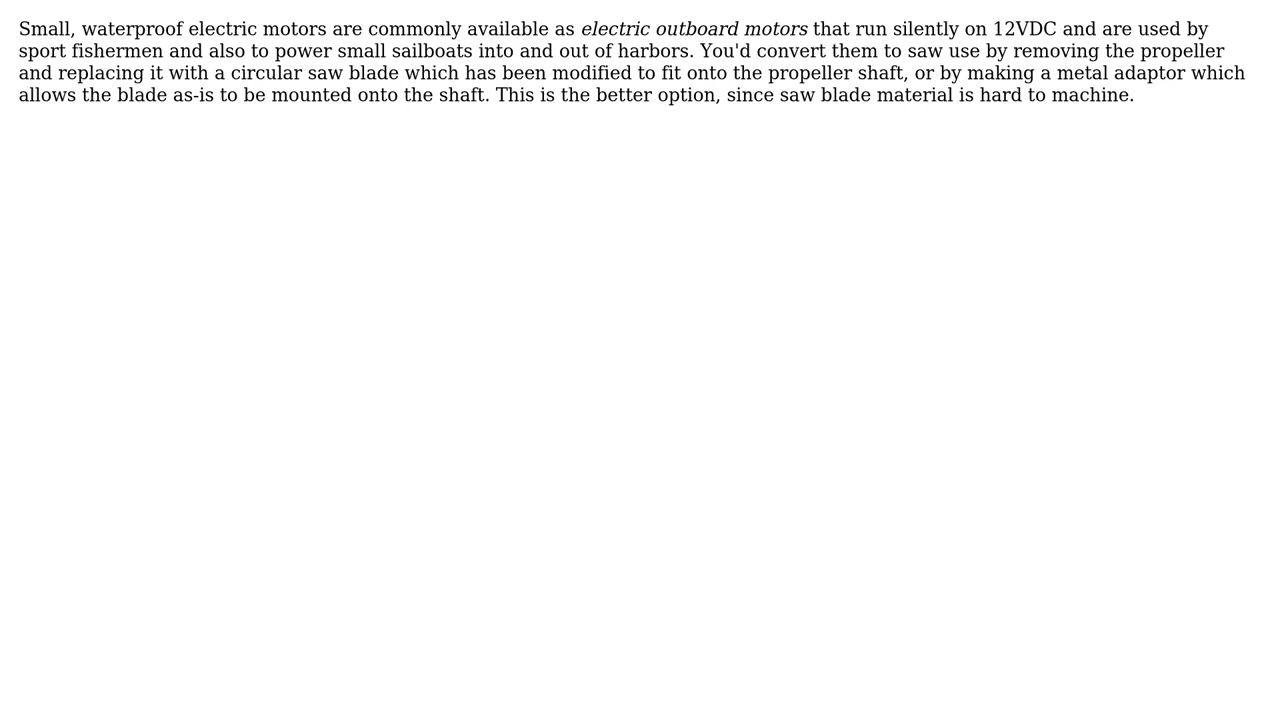 Small, waterproof electric motors are commonly available as electric outboard motors that run silently on 12VDC and are used by
sport fishermen and also to power small sailboats into and out of harbors. You'd convert them to saw use by removing the propeller
and replacing it with a circular saw blade which has been modified to fit onto the propeller shaft, or by making a metal adaptor which
allows the blade as-is to be mounted onto the shaft. This is the better option, since saw blade material is hard to machine.